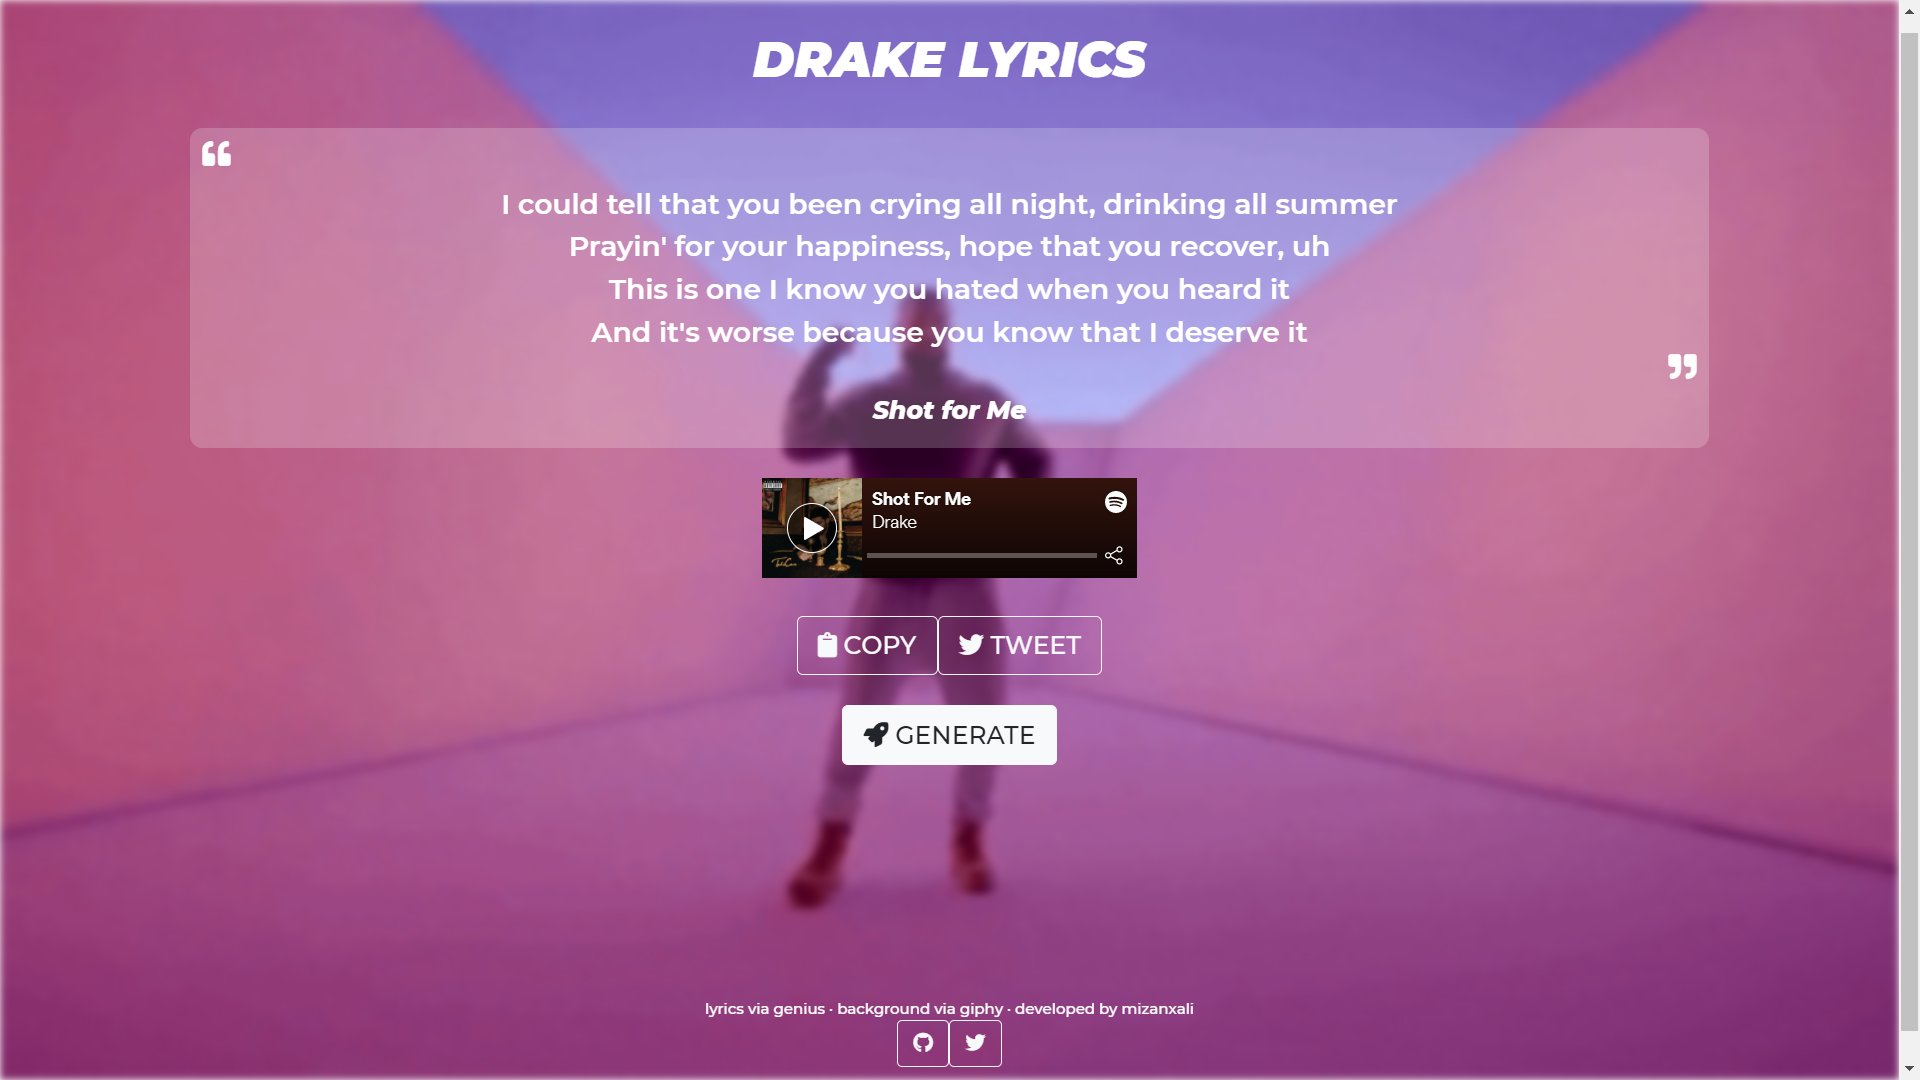 DRAKE LYRICS
I could tell that you been crying all night, drinking all summer
Prayin' for your happiness, hope that you recover, uh
This is one I know you hated when you heard it
And it's worse because you know that I deserve it
Shot for Me
Shot For Me
Drake
COPY
TWEET
GENERATE
lyrics via genius · background via giphy · developed by mizanxali